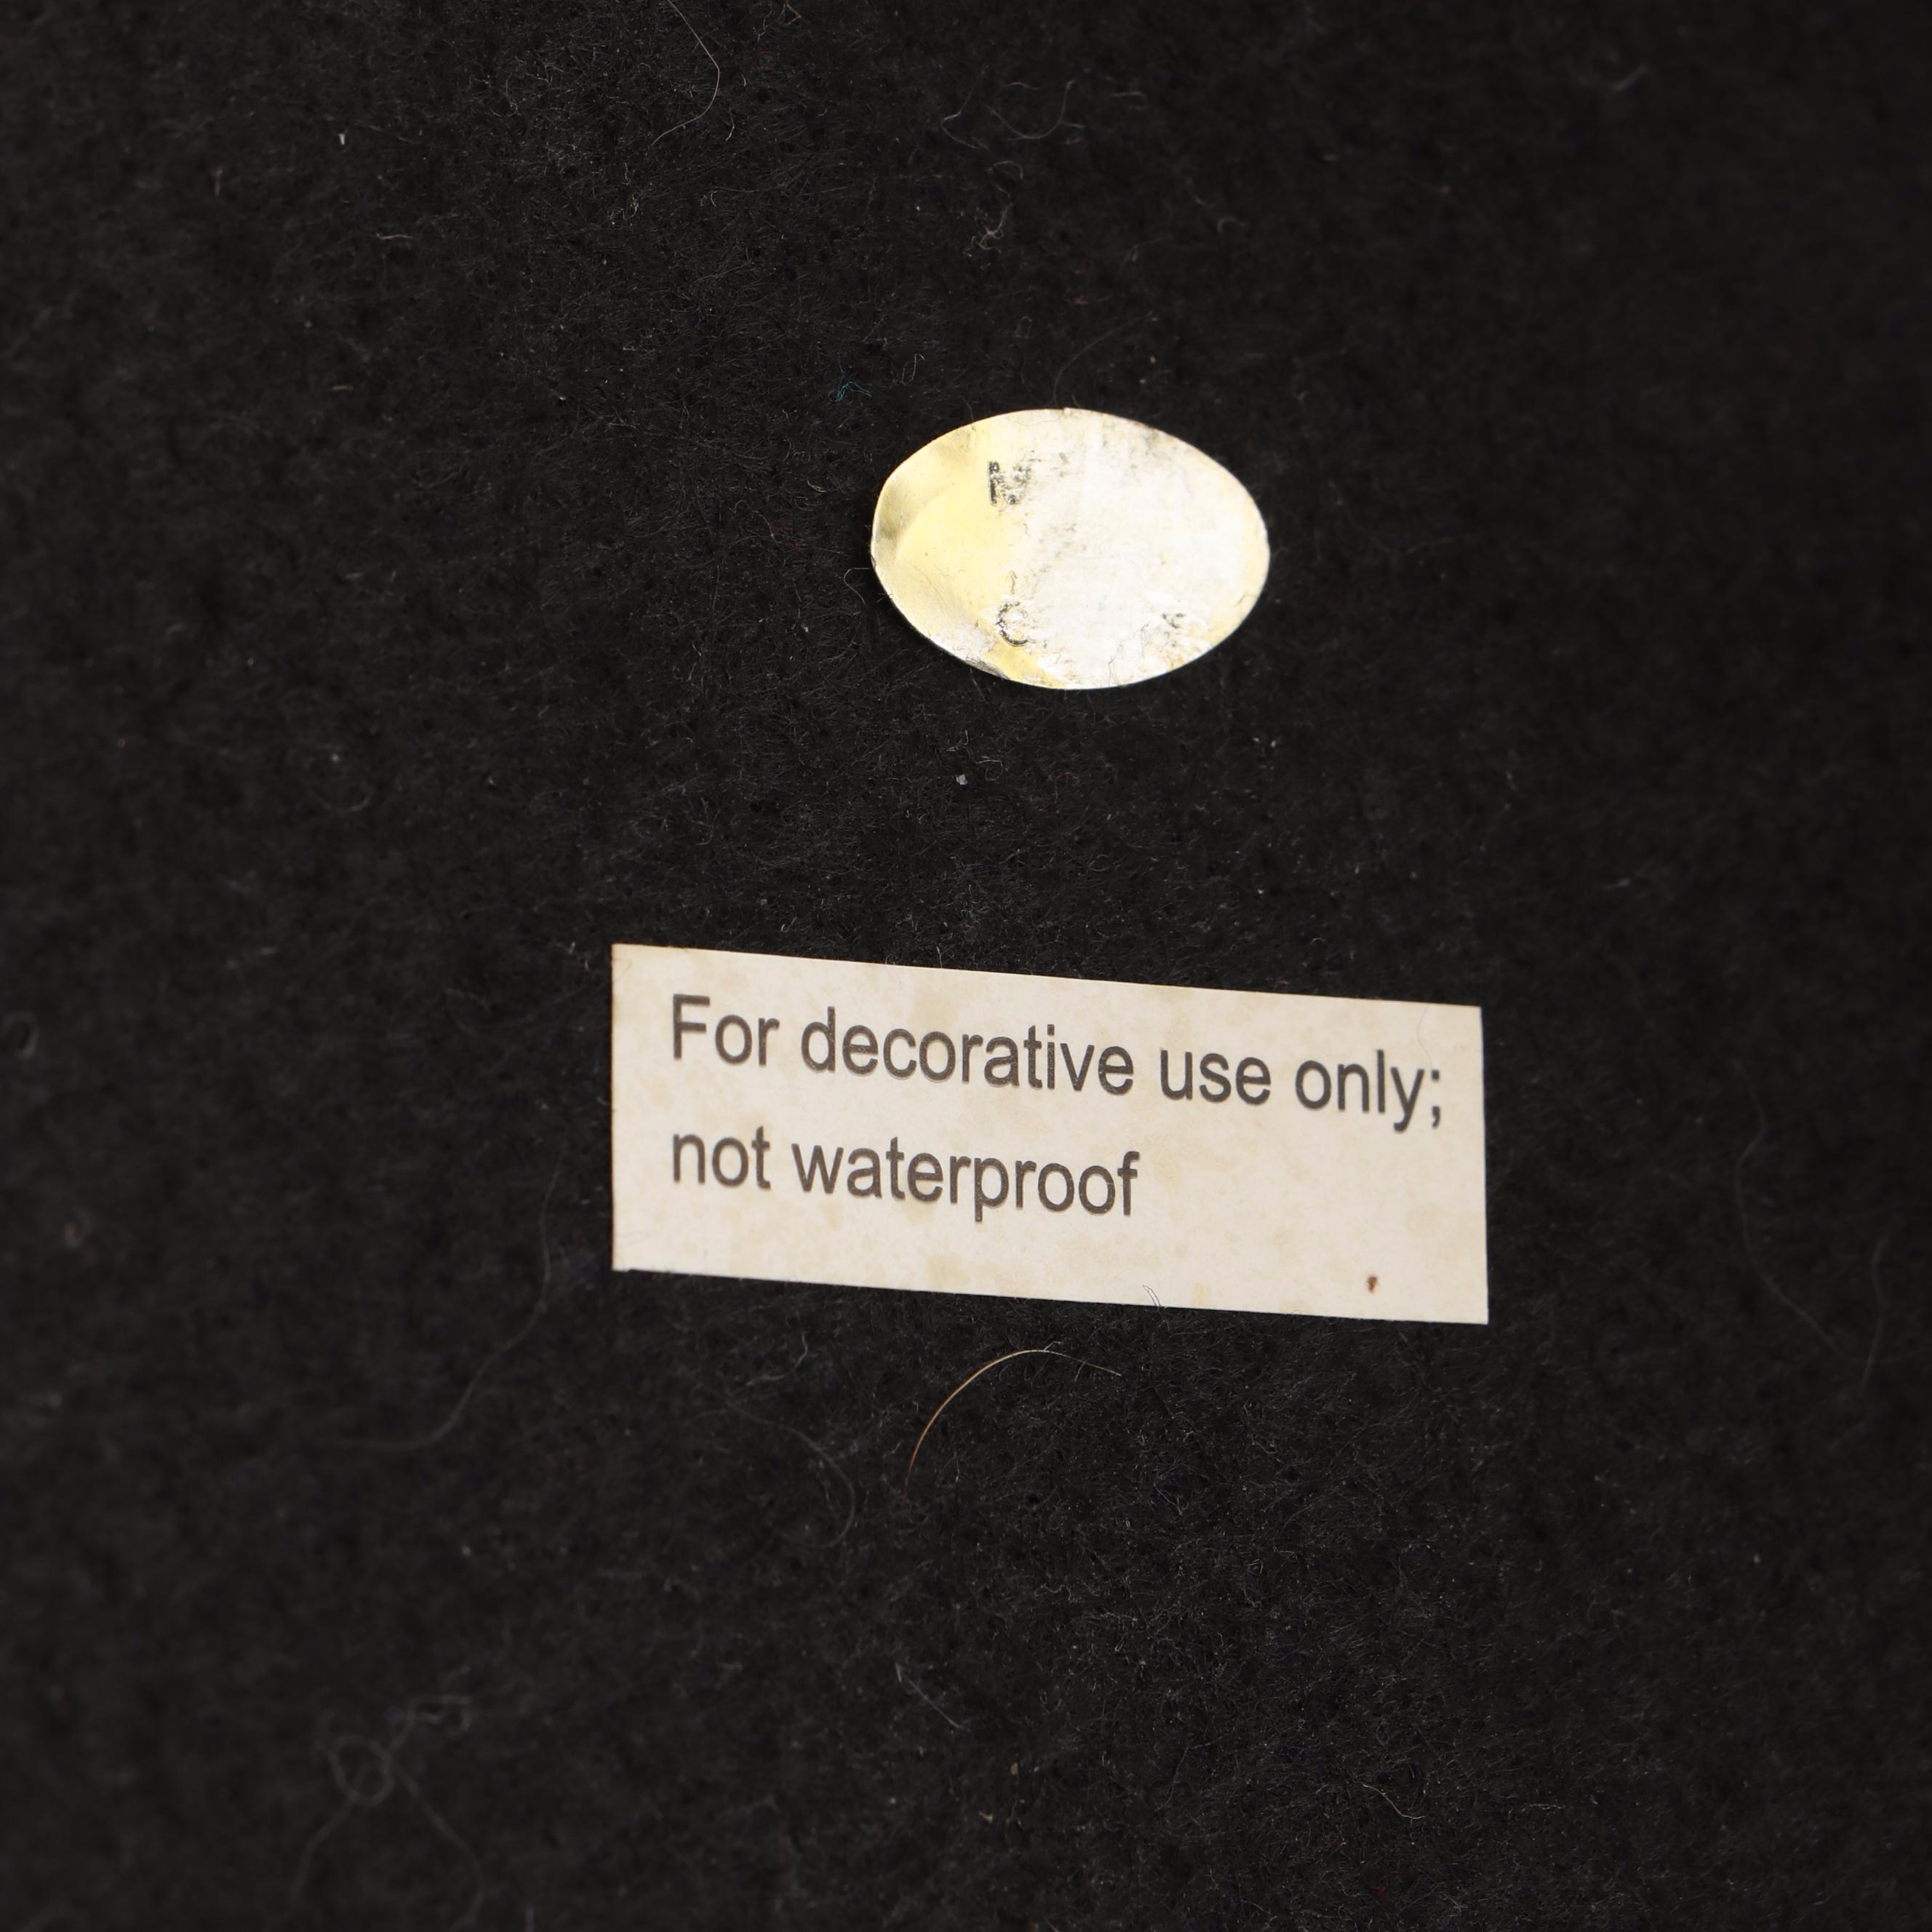 For decorative use only;
not waterproof